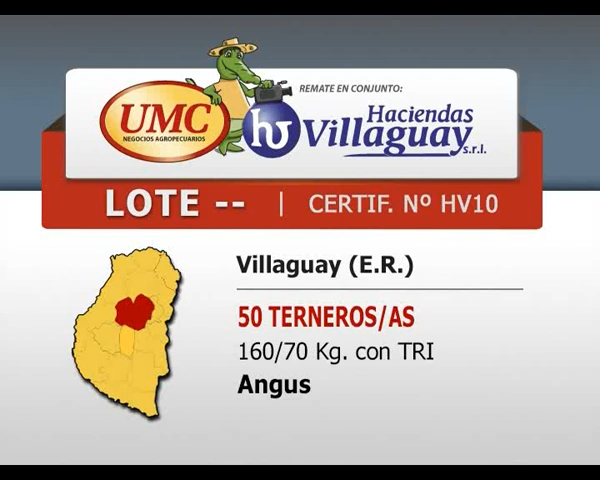 REMATE EN CONJUNTO:
UMC
NEGOCIOS AGROPECUARIOS
hv Haciendas
Villaguay s.r.l.
LOTE -- | CERTIF. Nº HV10
Villaguay (E.R.)
50 TERNEROS/AS
160/70 Kg. con TRI
Angus